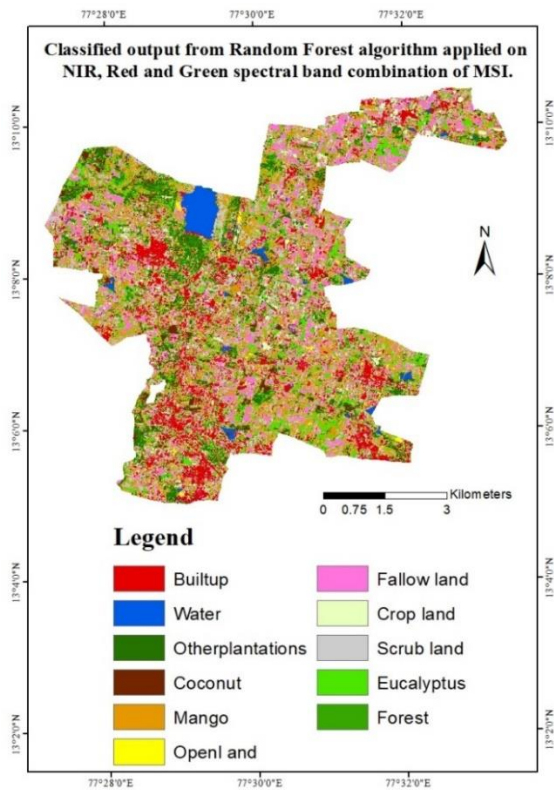 77°28'0"E 77°30'0"E 77°32'0"E
Classified output from Random Forest algorithm applied on
NIR, Red and Green spectral band combination of MSI.
13°10'0"N 13°10'0"N
N
13°8'0"N 13°8'0"N
13°6'0"N 13°6'0"N
Kilometers
0 0.75 1.5 3
Legend
Builtup Fallow land
Water Crop land
Otherplantations Scrub land
Coconut Eucalyptus
Mango Forest
Openl and
13°4'0"N 13°4'0"N
13°2'0"N 13°2'0"N
77°28'0"E 77°30'0"E 77°32'0"E